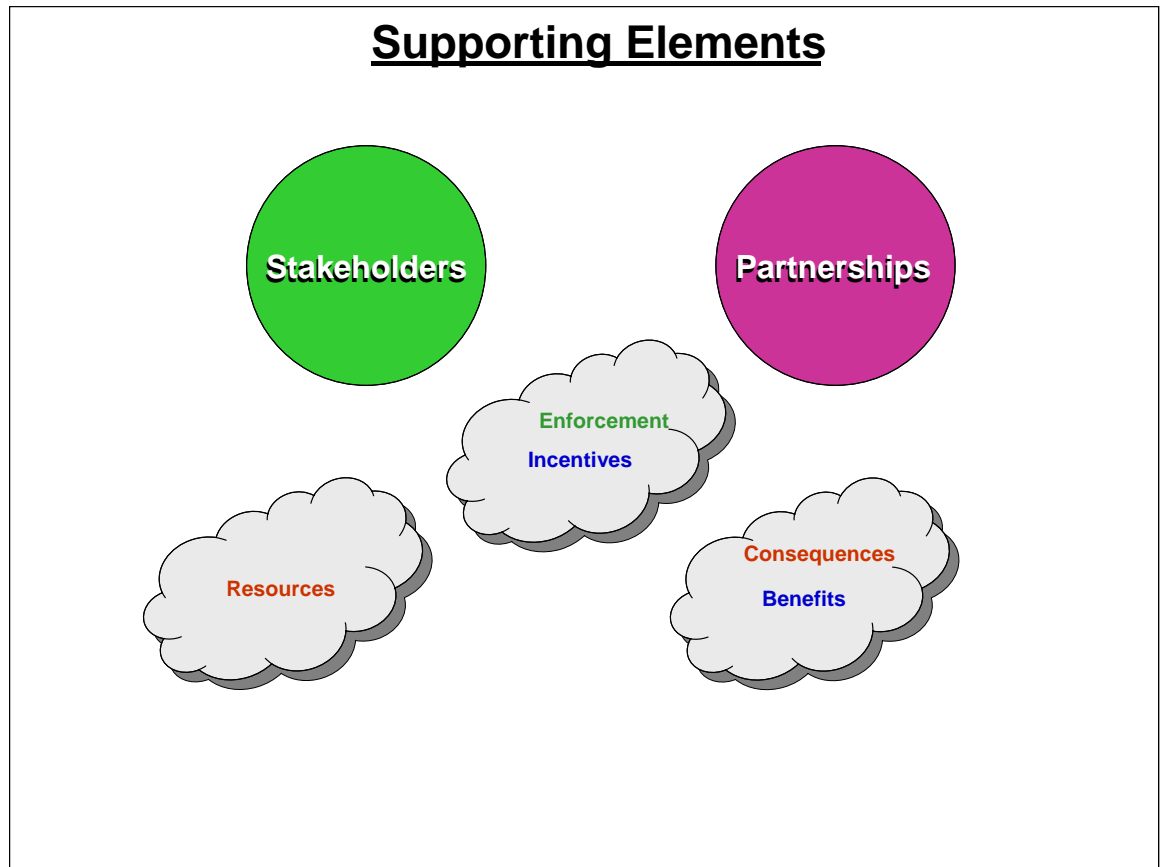 Supporting Elements
Stakeholders
Partnerships
Enforcement
Incentives
Resources
Consequences
Benefits